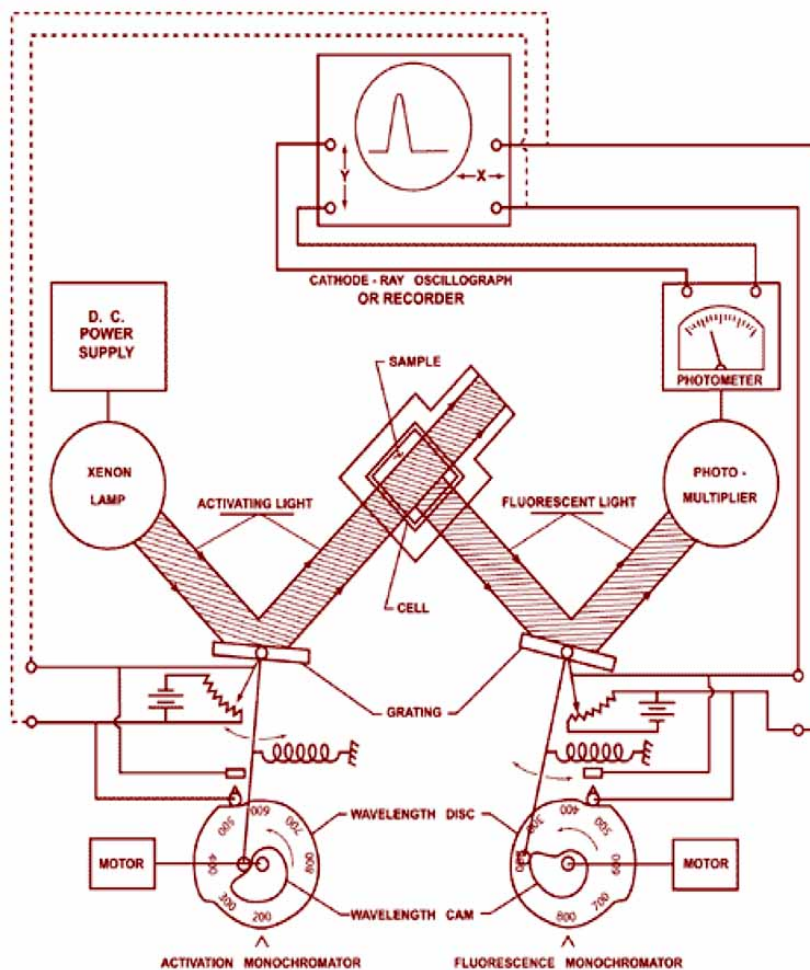 Y
X
CATHODE - RAY OSCILLOGRAPH
OR RECORDER
D. C.
POWER
SUPPLY
SAMPLE
PHOTOMETER
XENON
LAMP
ACTIVATING LIGHT
FLUORESCENT LIGHT
PHOTO -
MULTIPLIER
CELL
GRATING
WAVELENGTH DISC
500
600
700
400
800
300
200
300
400
500
600
700
800
MOTOR
MOTOR
WAVELENGTH CAM
ACTIVATION MONOCHROMATOR
FLUORESCENCE MONOCHROMATOR